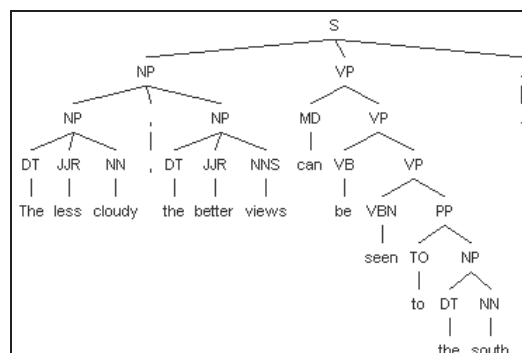 S
NP VP .
NP , NP MD VP .
DT JJR NN , DT JJR NNS can VB VP
The less cloudy the better views be VBN PP
seen TO NP
to DT NN
the south